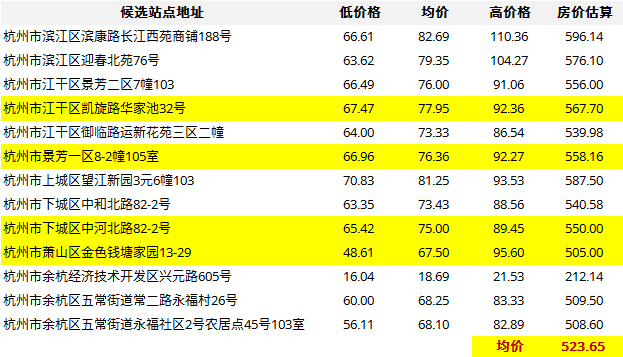 候选站点地址 低价格 均价 高价格 房价估算
杭州市滨江区滨康路长江西苑商铺188号 66.61 82.69 110.36 596.14
杭州市滨江区迎春北苑76号 63.62 79.35 104.27 576.10
杭州市江干区景芳二区7幢103 66.49 76.00 91.06 556.00
杭州市江干区凯旋路华家池32号 67.47 77.95 92.36 567.70
杭州市江干区御临路运新花苑三区二幢 64.00 73.33 86.54 539.98
杭州市景芳一区8-2幢105室 66.96 76.36 92.27 558.16
杭州市上城区望江新园3元6幢103 70.83 81.25 93.53 587.50
杭州市下城区中和北路82-2号 63.35 73.43 88.56 540.58
杭州市下城区中河北路82-2号 65.42 75.00 89.45 550.00
杭州市萧山区金色钱塘家园13-29 48.61 67.50 95.60 505.00
杭州市余杭经济技术开发区兴元路605号 16.04 18.69 21.53 212.14
杭州市余杭区五常街道常二路永福村26号 60.00 68.25 83.33 509.50
杭州市余杭区五常街道永福社区2号农居点45号103室 56.11 68.10 82.89 508.60
均价 523.65